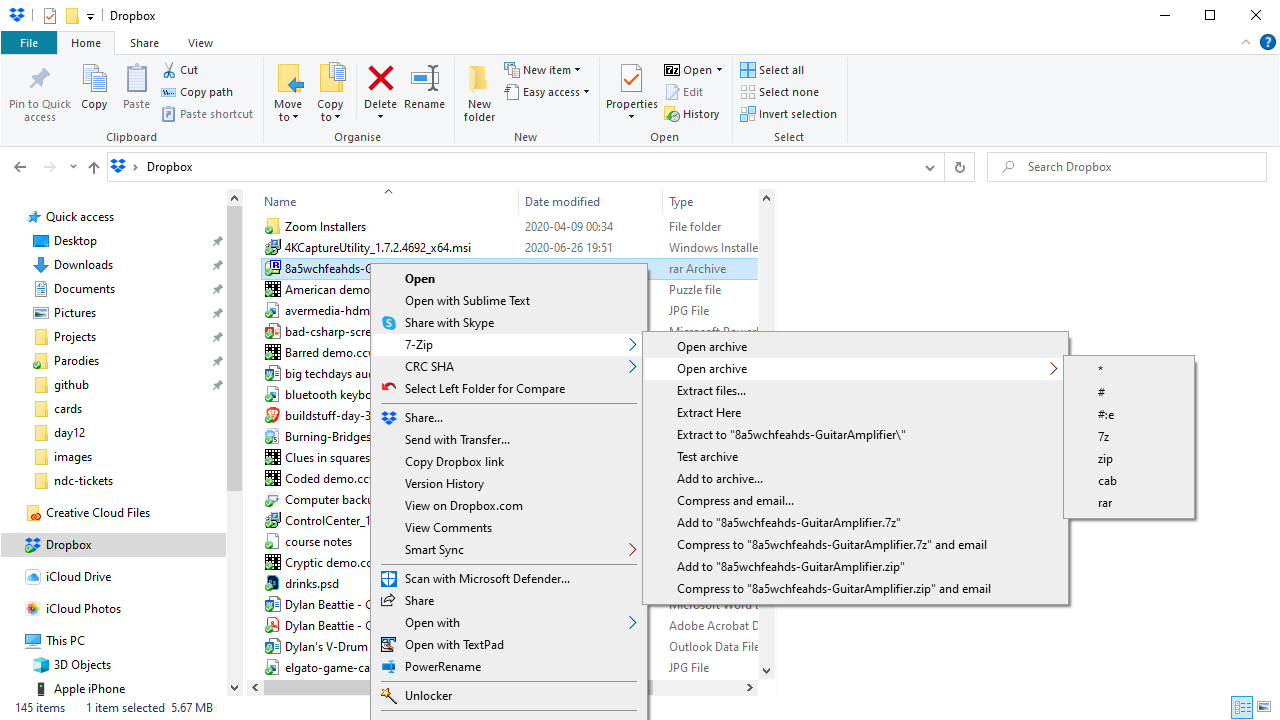 Dropbox
File Home Share View
Pin to Quick access
Copy
Paste
Cut
Copy path
Paste shortcut
Clipboard
Move to
Copy to
Delete
Rename
Organise
New folder
New item
Easy access
New
Properties
Open
Edit
History
Open
Select all
Select none
Invert selection
Select
Dropbox
Search Dropbox
Quick access
Desktop
Downloads
Documents
Pictures
Projects
Parodies
github
cards
day12
images
ndc-tickets
Creative Cloud Files
Dropbox
iCloud Drive
iCloud Photos
This PC
3D Objects
Apple iPhone
Name Date modified Type
Zoom Installers 2020-04-09 00:34 File folder
4KCaptureUtility_1.7.2.4692_x64.msi 2020-06-26 19:51 Windows Installe
8a5wchfeahds-G rar Archive
American demo Puzzle file
avermedia-hdm JPG File
bad-csharp-scre
Barred demo.ccw
big techdays aud
bluetooth keybo
buildstuff-day-3
Burning-Bridges
Clues in squares
Coded demo.ccw
Computer backu
ControlCenter_1
course notes
Cryptic demo.cc
drinks.psd
Dylan Beattie - C Microsoft Word D
Dylan Beattie - C Adobe Acrobat D
Dylan's V-Drum Outlook Data File
elgato-game-ca JPG File
Open
Open with Sublime Text
Share with Skype
7-Zip
CRC SHA
Select Left Folder for Compare
Share...
Send with Transfer...
Copy Dropbox link
Version History
View on Dropbox.com
View Comments
Smart Sync
Scan with Microsoft Defender...
Share
Open with
Open with TextPad
PowerRename
Unlocker
Open archive
Open archive
Extract files...
Extract Here
Extract to "8a5wchfeahds-GuitarAmplifier\"
Test archive
Add to archive...
Compress and email...
Add to "8a5wchfeahds-GuitarAmplifier.7z"
Compress to "8a5wchfeahds-GuitarAmplifier.7z" and email
Add to "8a5wchfeahds-GuitarAmplifier.zip"
Compress to "8a5wchfeahds-GuitarAmplifier.zip" and email
*
#
#:e
7z
zip
cab
rar
145 items 1 item selected 5.67 MB